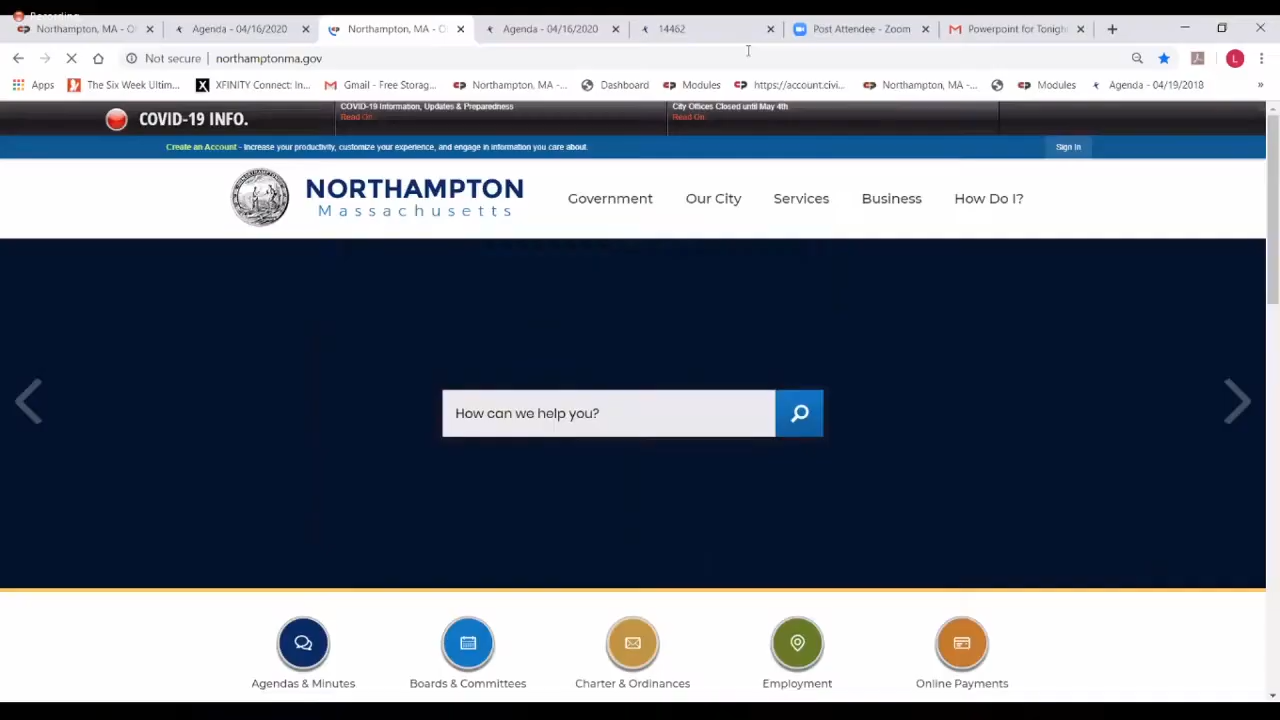 Recording
Northampton, MA - O
Agenda - 04/16/2020
Northampton, MA - O
Agenda - 04/16/2020
14462
Post Attendee - Zoom
Powerpoint for Tonigh
Not secure
northamptonma.gov
L
Apps
The Six Week Ultim...
XFINITY Connect: In...
Gmail - Free Storag...
Northampton, MA -...
Dashboard
Modules
https://account.civi...
Northampton, MA -...
Modules
Agenda - 04/19/2018
»
COVID-19 INFO.
COVID-19 Information, Updates & Preparedness
Read On...
City Offices Closed until May 4th
Read On...
Create an Account - Increase your productivity, customize your experience, and engage in information you care about.
Sign In
NORTHAMPTON
Massachusetts
Government
Our City
Services
Business
How Do I?
How can we help you?
Agendas & Minutes
Boards & Committees
Charter & Ordinances
Employment
Online Payments